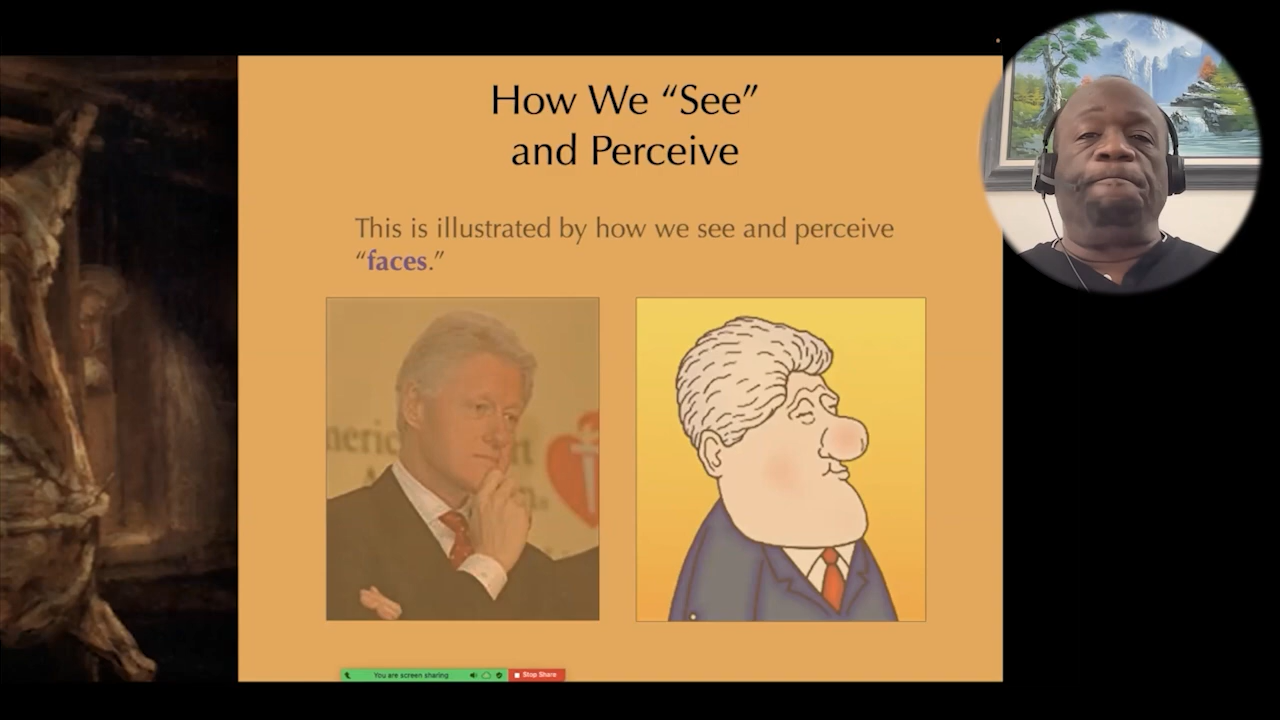 How We “See”
and Perceive
This is illustrated by how we see and perceive
“faces.”
You are screen sharing
Stop Share